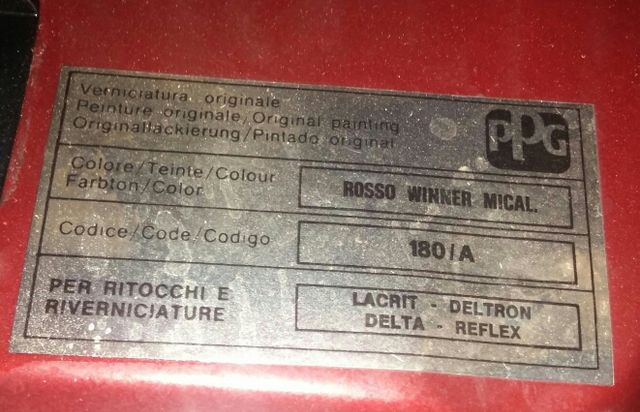 Verniciatura originale
Peinture originale/Original painting
Originallackierung/Pintado original
PPG
Colore/Teinte/Colour
Farbton/Color
ROSSO WINNER MICAL.
Codice/Code/Codigo
180/A
PER RITOCCHI E
RIVERNICIATURE
LACRIT - DELTRON
DELTA - REFLEX